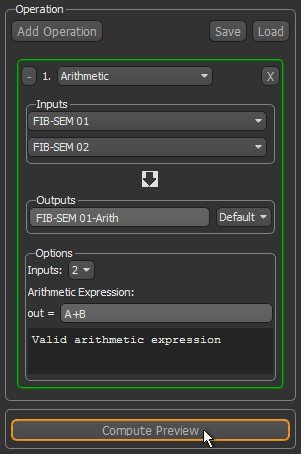 Operation
Add Operation Save Load
- 1. Arithmetic X
Inputs
FIB-SEM 01
FIB-SEM 02
Outputs
FIB-SEM 01-Arith Default
Options
Inputs: 2
Arithmetic Expression:
out = A+B
Valid arithmetic expression
Compute Preview